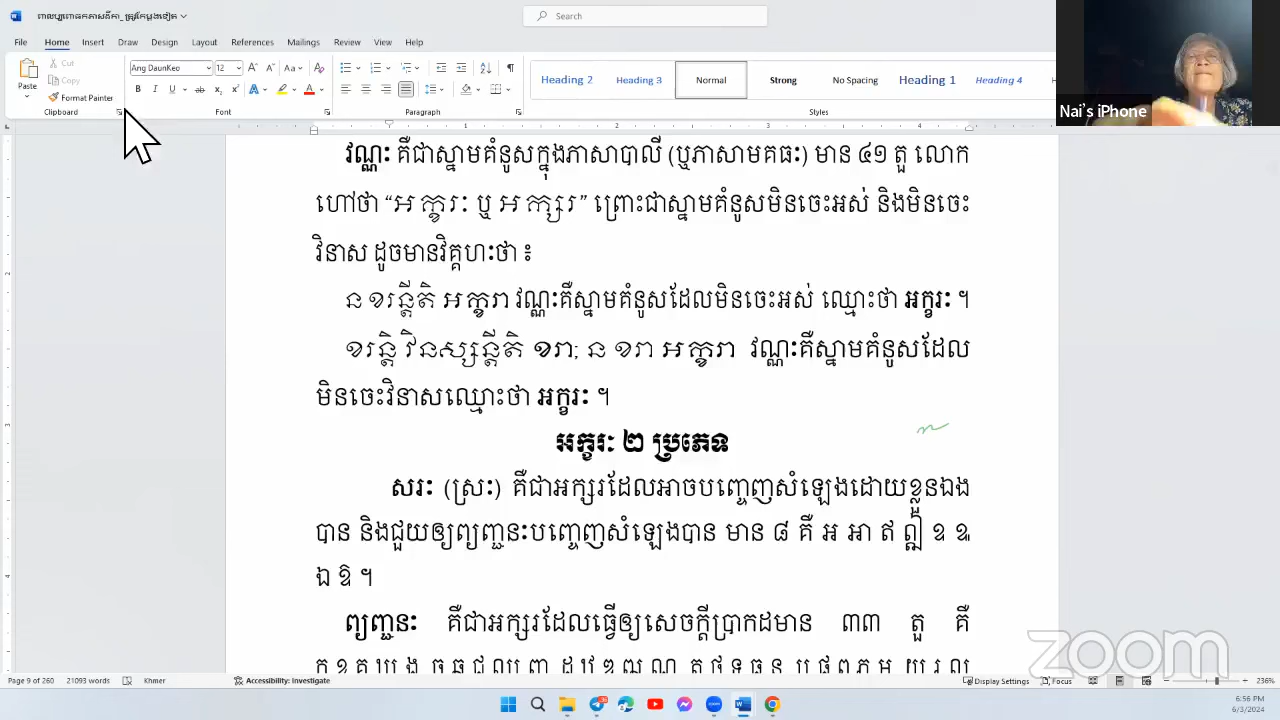 Search
File Home Insert Draw Design Layout References Mailings Review View Help
Paste Cut Copy Format Painter
Ang DaunKeo 12
Heading 2 Heading 3 Normal Strong No Spacing Heading 1 Heading 4
Clipboard Font Paragraph Styles
Nai's iPhone
វណ្ណៈ គឺជាស្នាមគំនូសក្នុងភាសាបាលី (ឬភាសាមគធៈ) មាន ៤១ តួ លោក
ហៅថា “អក្ខរៈ ឬ អក្សរ” ព្រោះជាស្នាមគំនូសមិនចេះអស់ និងមិនចេះ
វិនាស ដូចមានវិគ្គហៈថា ៖
ន ខរន្តីតិ អក្ខរា វណ្ណៈគឺស្នាមគំនូសដែលមិនចេះអស់ ឈ្មោះថា អក្ខរៈ ។
ខរន្តិ វិនស្សន្តីតិ ខរា; ន ខរា អក្ខរា វណ្ណៈគឺស្នាមគំនូសដែល
មិនចេះវិនាសឈ្មោះថា អក្ខរៈ ។
អក្ខរៈ ២ ប្រភេទ
សរៈ (ស្រៈ) គឺជាអក្សរដែលអាចបញ្ចេញសំឡេងដោយខ្លួនឯង
បាន និងជួយឲ្យព្យញ្ជនៈបញ្ចេញសំឡេងបាន មាន ៨ គឺ អ អា ឥ ឦ ឧ ឩ
ឯ ឱ ។
ព្យញ្ជនៈ គឺជាអក្សរដែលធ្វើឲ្យសេចក្តីប្រាកដមាន ៣៣ តួ គឺ
zoom
Page 9 of 260 21093 words Khmer Accessibility: Investigate Display Settings Focus 236%
6:56 PM
6/3/2024